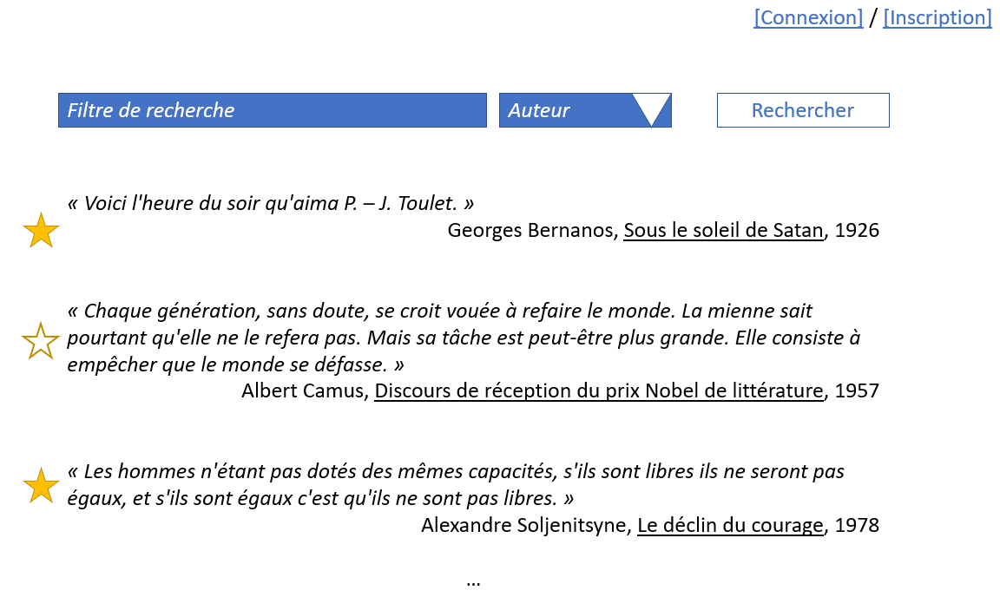 [Connexion] / [Inscription]
Filtre de recherche
Auteur
Rechercher
« Voici l'heure du soir qu'aima P. – J. Toulet. »
Georges Bernanos, Sous le soleil de Satan, 1926
« Chaque génération, sans doute, se croit vouée à refaire le monde. La mienne sait
pourtant qu'elle ne le refera pas. Mais sa tâche est peut-être plus grande. Elle consiste à
empêcher que le monde se défasse. »
Albert Camus, Discours de réception du prix Nobel de littérature, 1957
« Les hommes n'étant pas dotés des mêmes capacités, s'ils sont libres ils ne seront pas
égaux, et s'ils sont égaux c'est qu'ils ne sont pas libres. »
Alexandre Soljenitsyne, Le déclin du courage, 1978
...